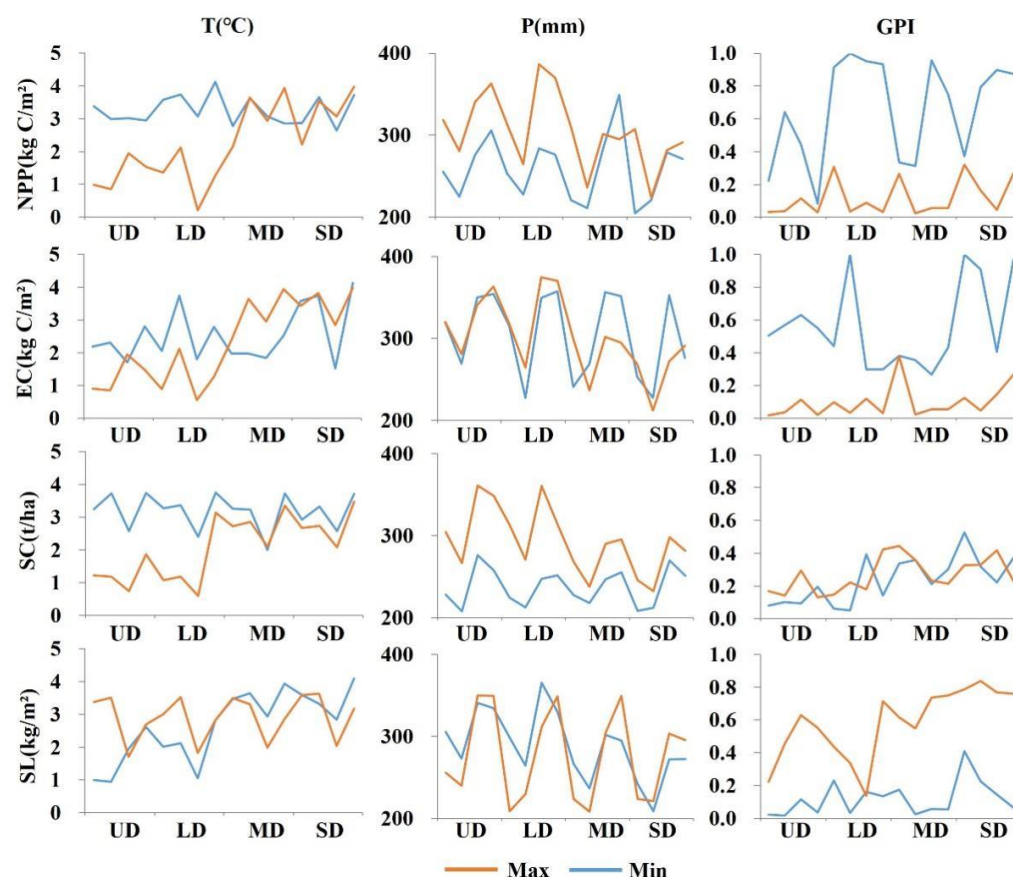 T(°C) P(mm) GPI
NPP(kg C/m²)
5 4 3 2 1 0
400 300 200
1.0 0.8 0.6 0.4 0.2 0.0
UD LD MD SD UD LD MD SD UD LD MD SD
EC(kg C/m²)
5 4 3 2 1 0
400 300 200
1.0 0.8 0.6 0.4 0.2 0.0
UD LD MD SD UD LD MD SD UD LD MD SD
SC(t/ha)
5 4 3 2 1 0
400 300 200
1.0 0.8 0.6 0.4 0.2 0.0
UD LD MD SD UD LD MD SD UD LD MD SD
SL(kg/m²)
5 4 3 2 1 0
400 300 200
1.0 0.8 0.6 0.4 0.2 0.0
UD LD MD SD UD LD MD SD UD LD MD SD
Max Min